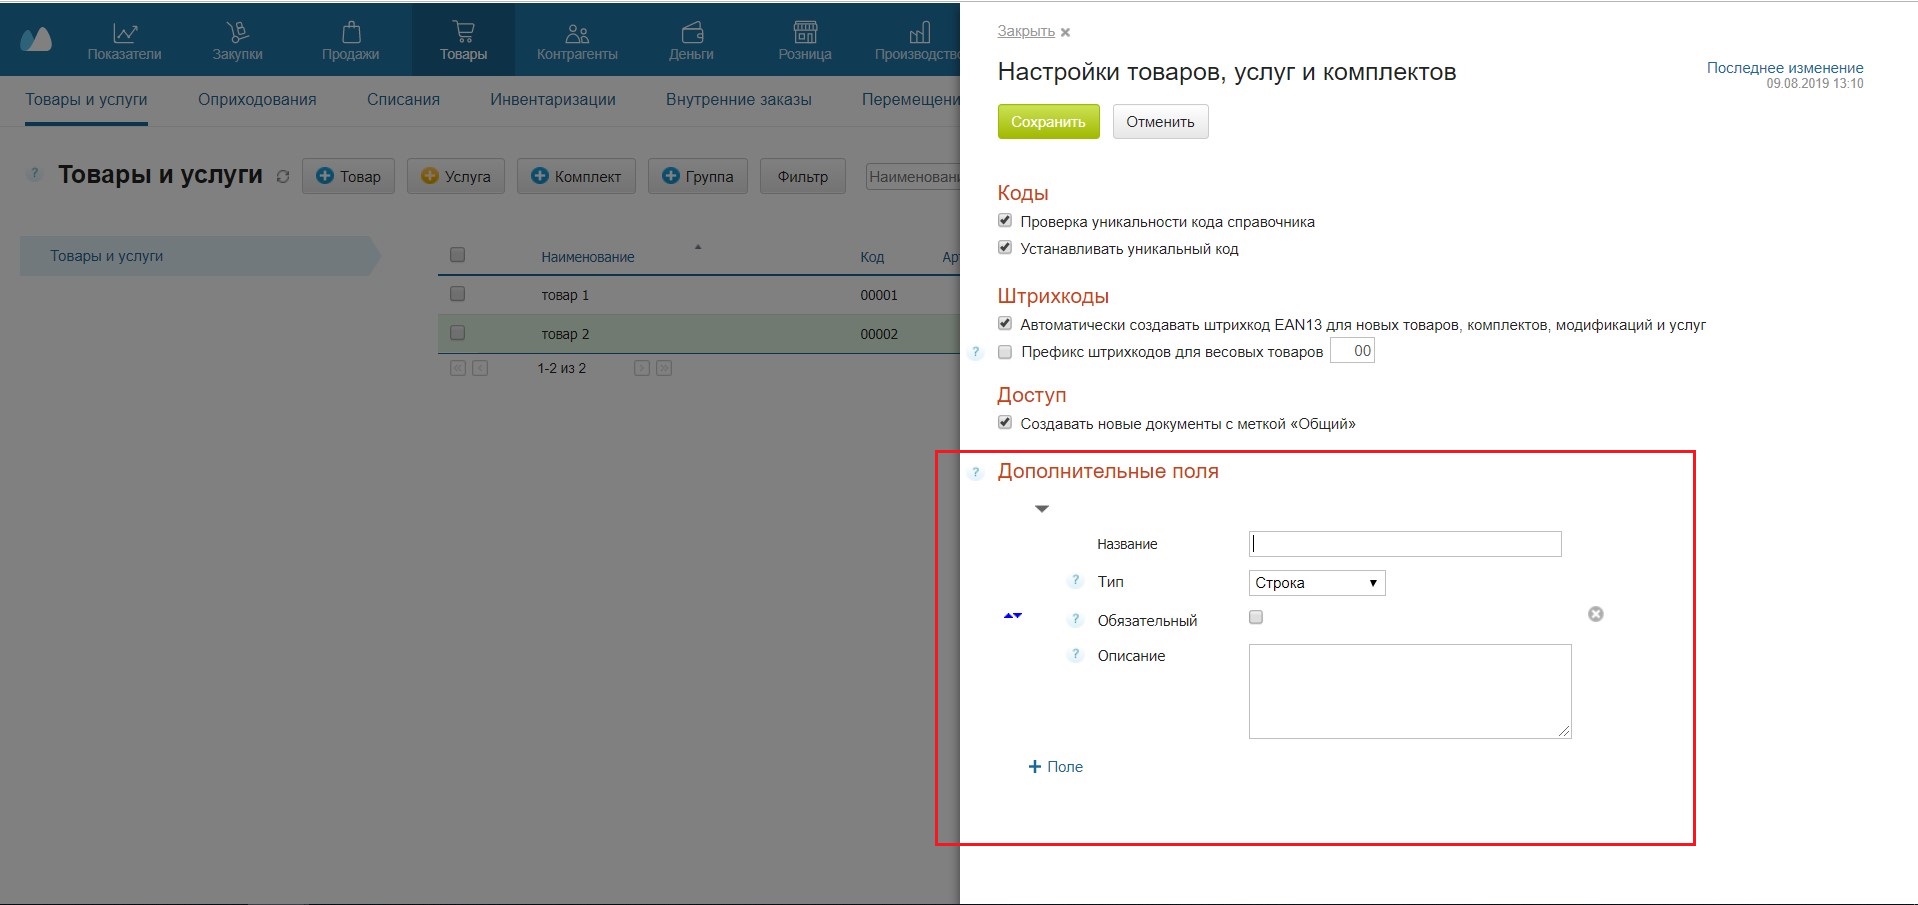 Показатели
Закупки
Продажи
Товары
Контрагенты
Деньги
Розница
Производство
Товары и услуги
Оприходования
Списания
Инвентаризации
Внутренние заказы
Перемещени
? Товары и услуги
Товар
Услуга
Комплект
Группа
Фильтр
Наименовани
Товары и услуги
Наименование
Код
Арт
товар 1
00001
товар 2
00002
1-2 из 2
Закрыть
Настройки товаров, услуг и комплектов
Последнее изменение
09.08.2019 13:10
Сохранить
Отменить
Коды
Проверка уникальности кода справочника
Устанавливать уникальный код
Штрихкоды
Автоматически создавать штрихкод EAN13 для новых товаров, комплектов, модификаций и услуг
? Префикс штрихкодов для весовых товаров 00
Доступ
Создавать новые документы с меткой «Общий»
? Дополнительные поля
Название
? Тип Строка
? Обязательный
? Описание
+ Поле